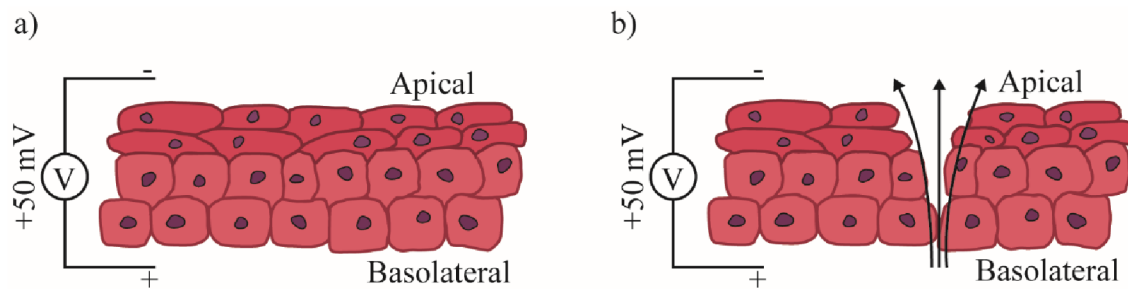 a)
-
Apical
+50 mV
V
+
Basolateral
b)
-
Apical
+50 mV
V
+
Basolateral